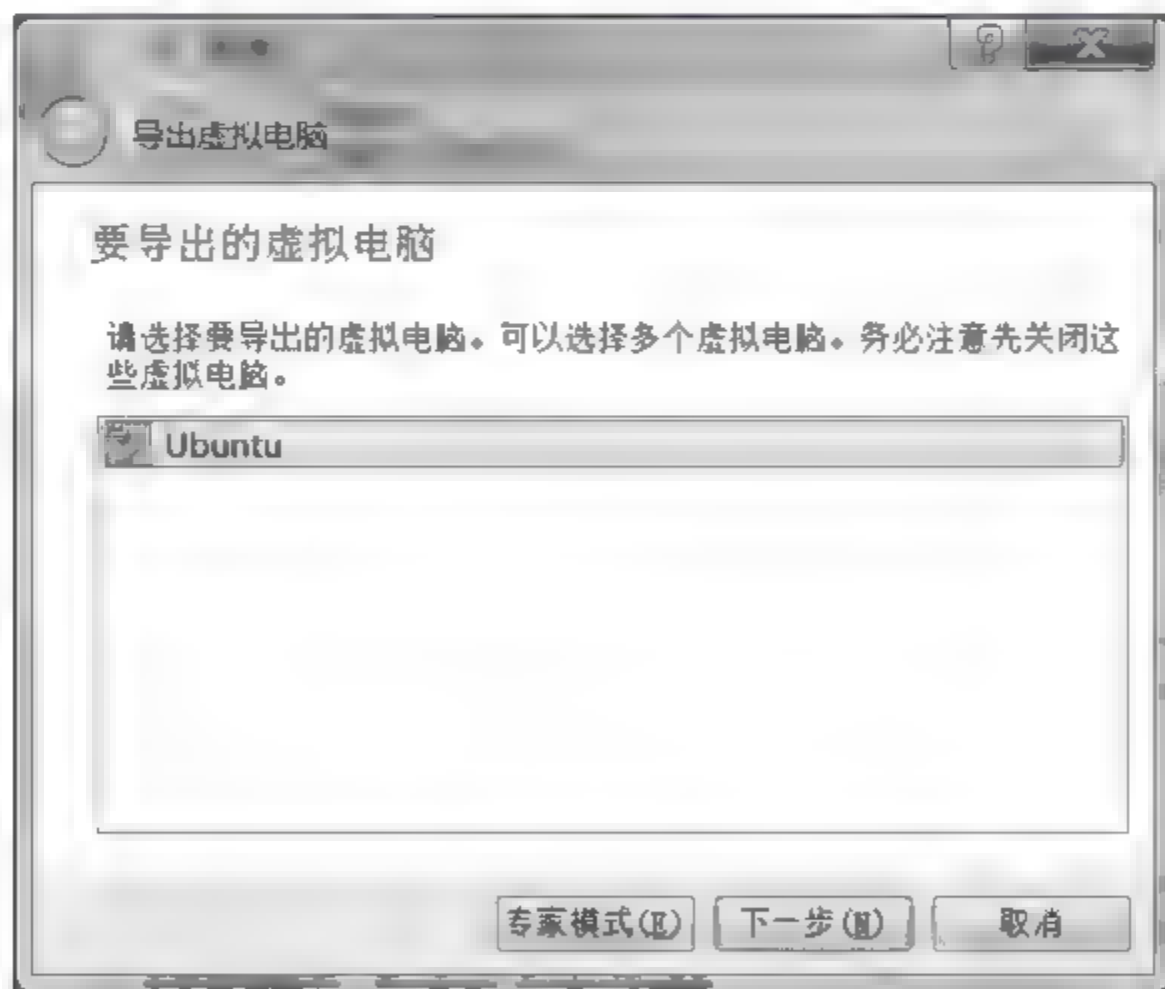 导出虚拟电脑
要导出的虚拟电脑
请选择要导出的虚拟电脑。可以选择多个虚拟电脑。务必注意先关闭这
些虚拟电脑。
Ubuntu
专家模式(E) 下一步(N) 取消